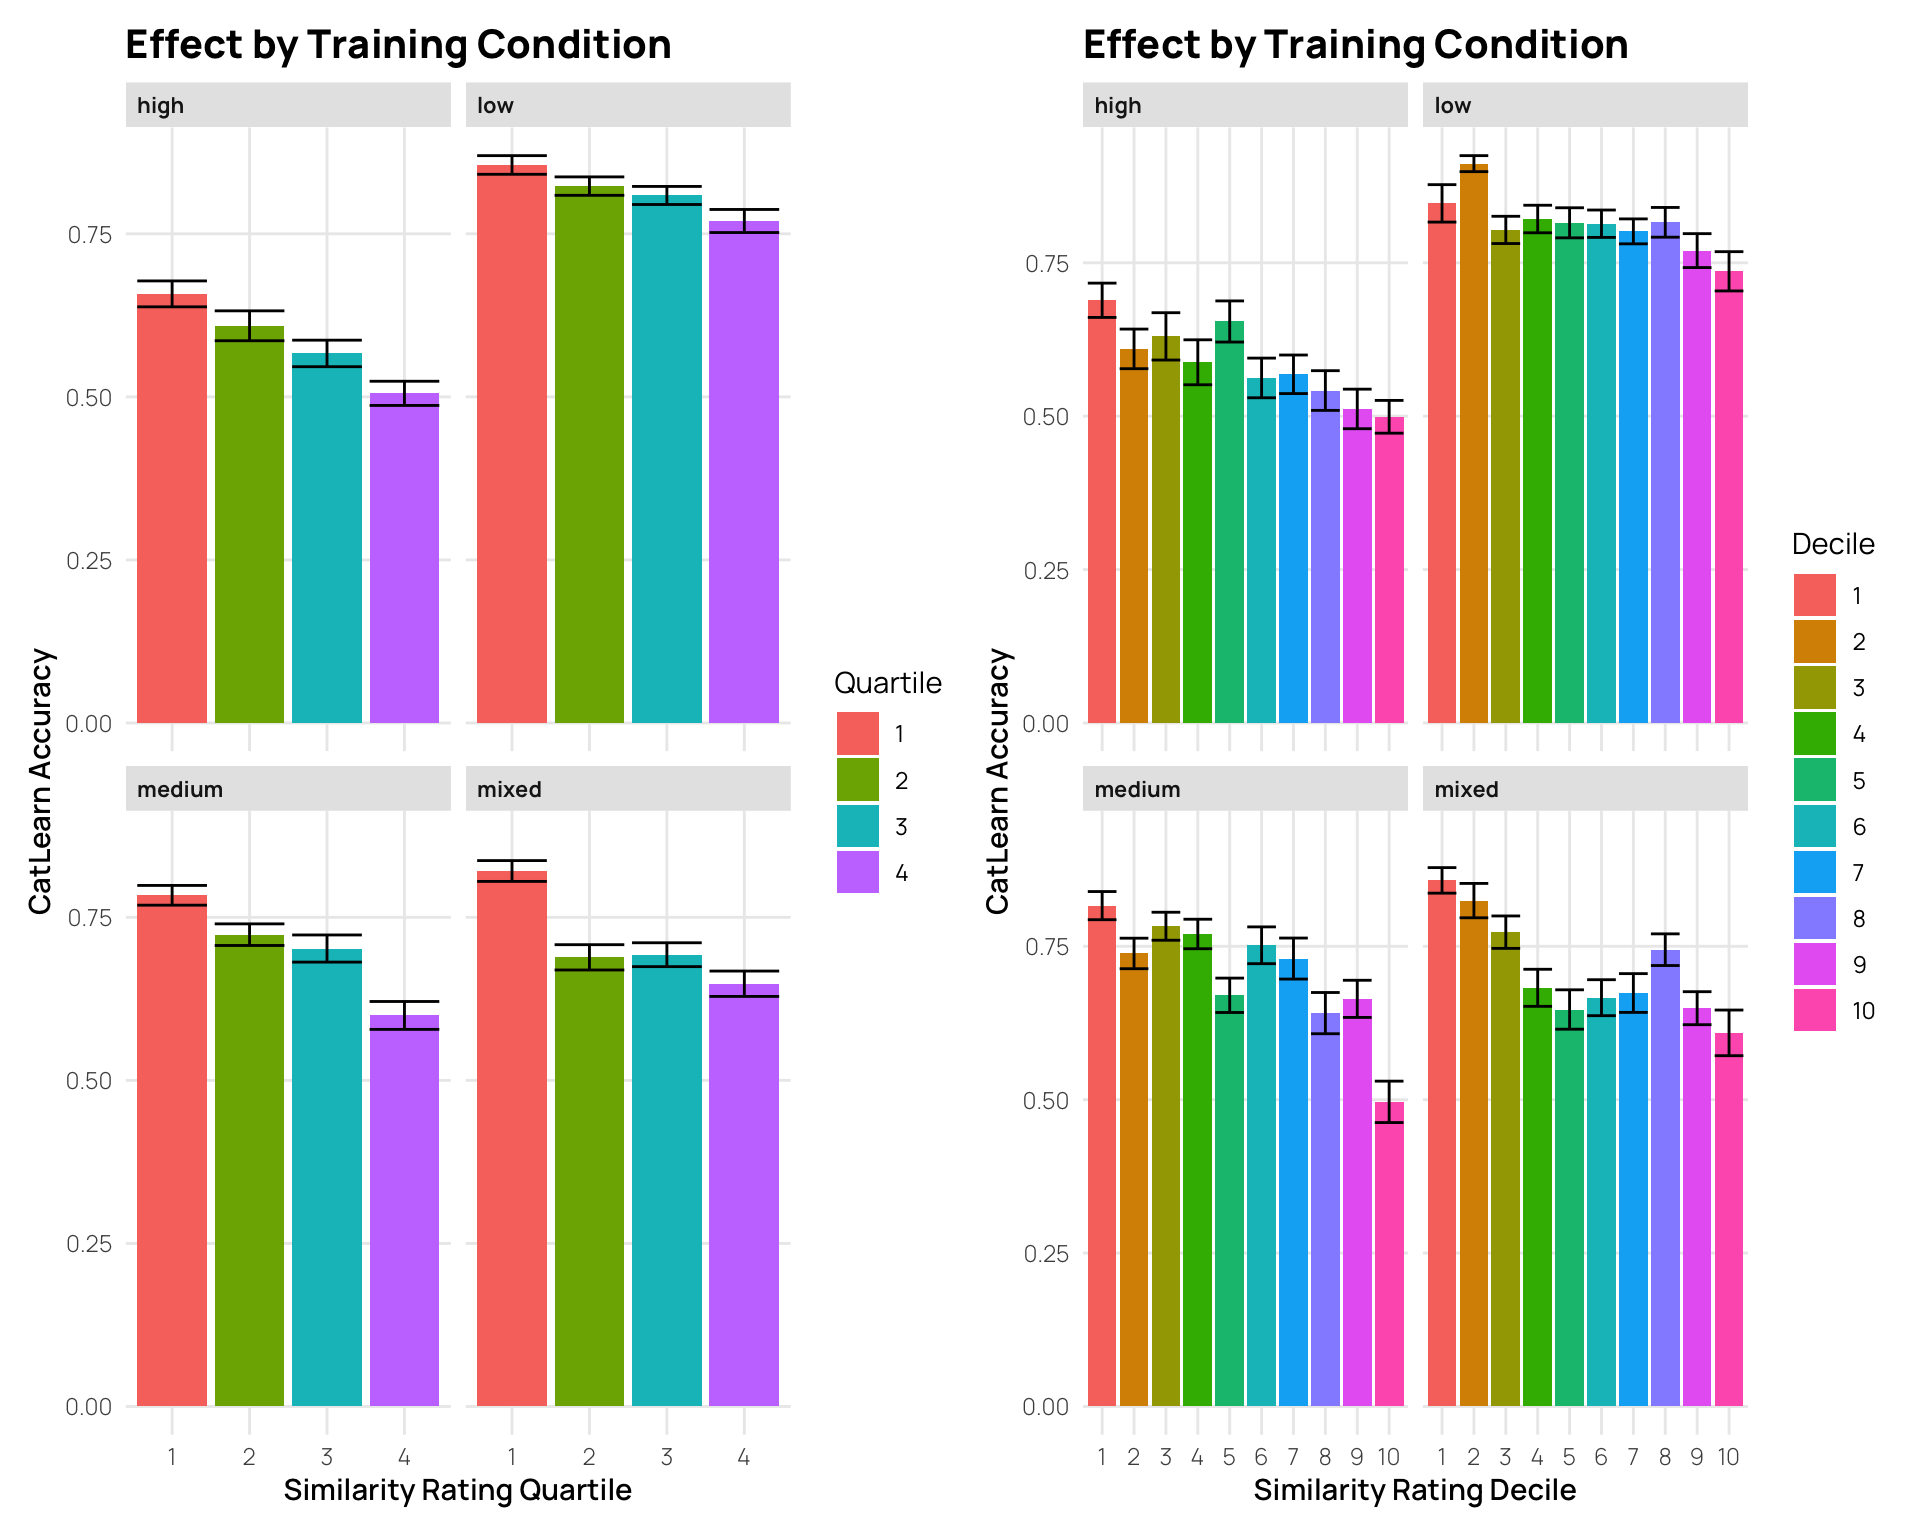 Effect by Training Condition
high
low
0.75
0.50
0.25
0.00
medium
mixed
0.75
0.50
0.25
0.00
1 2 3 4
1 2 3 4
Similarity Rating Quartile
CatLearn Accuracy
Quartile
1
2
3
4
Effect by Training Condition
high
low
0.75
0.50
0.25
0.00
medium
mixed
0.75
0.50
0.25
0.00
1 2 3 4 5 6 7 8 9 10
1 2 3 4 5 6 7 8 9 10
Similarity Rating Decile
CatLearn Accuracy
Decile
1
2
3
4
5
6
7
8
9
10